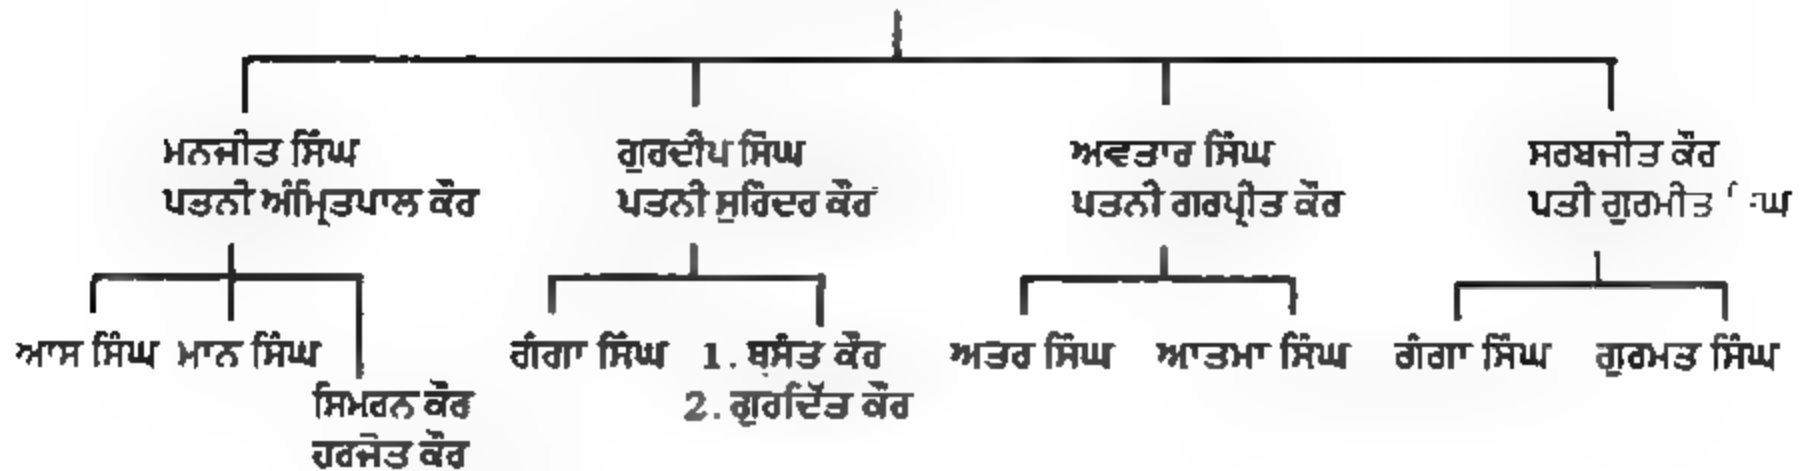 ਮਨਜੀਤ ਸਿੰਘ
ਪਤਨੀ ਅੰਮ੍ਰਿਤਪਾਲ ਕੌਰ
ਗੁਰਦੀਪ ਸਿੰਘ
ਪਤਨੀ ਸੁਰਿੰਦਰ ਕੌਰ
ਅਵਤਾਰ ਸਿੰਘ
ਪਤਨੀ ਗਰਪ੍ਰੀਤ ਕੌਰ
ਸਰਬਜੀਤ ਕੌਰ
ਪਤੀ ਗੁਰਮੀਤ
ਆਸ ਸਿੰਘ
ਮਾਨ ਸਿੰਘ
ਸਿਮਰਨ ਕੌਰ
ਹਰਜੋਤ ਕੌਰ
ਗੰਗਾ ਸਿੰਘ
1. ਬਸੰਤ ਕੌਰ
2. ਗੁਰਦਿੱਤ ਕੌਰ
ਅਤਰ ਸਿੰਘ
ਆਤਮਾ ਸਿੰਘ
ਗੰਗਾ ਸਿੰਘ
ਗੁਰਮਤ ਸਿੰਘ